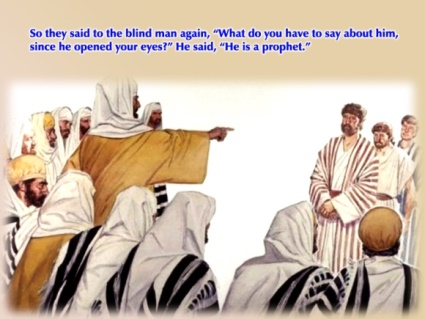 So they said to the blind man again, “What do you have to say about him,
since he opened your eyes?” He said, “He is a prophet.”